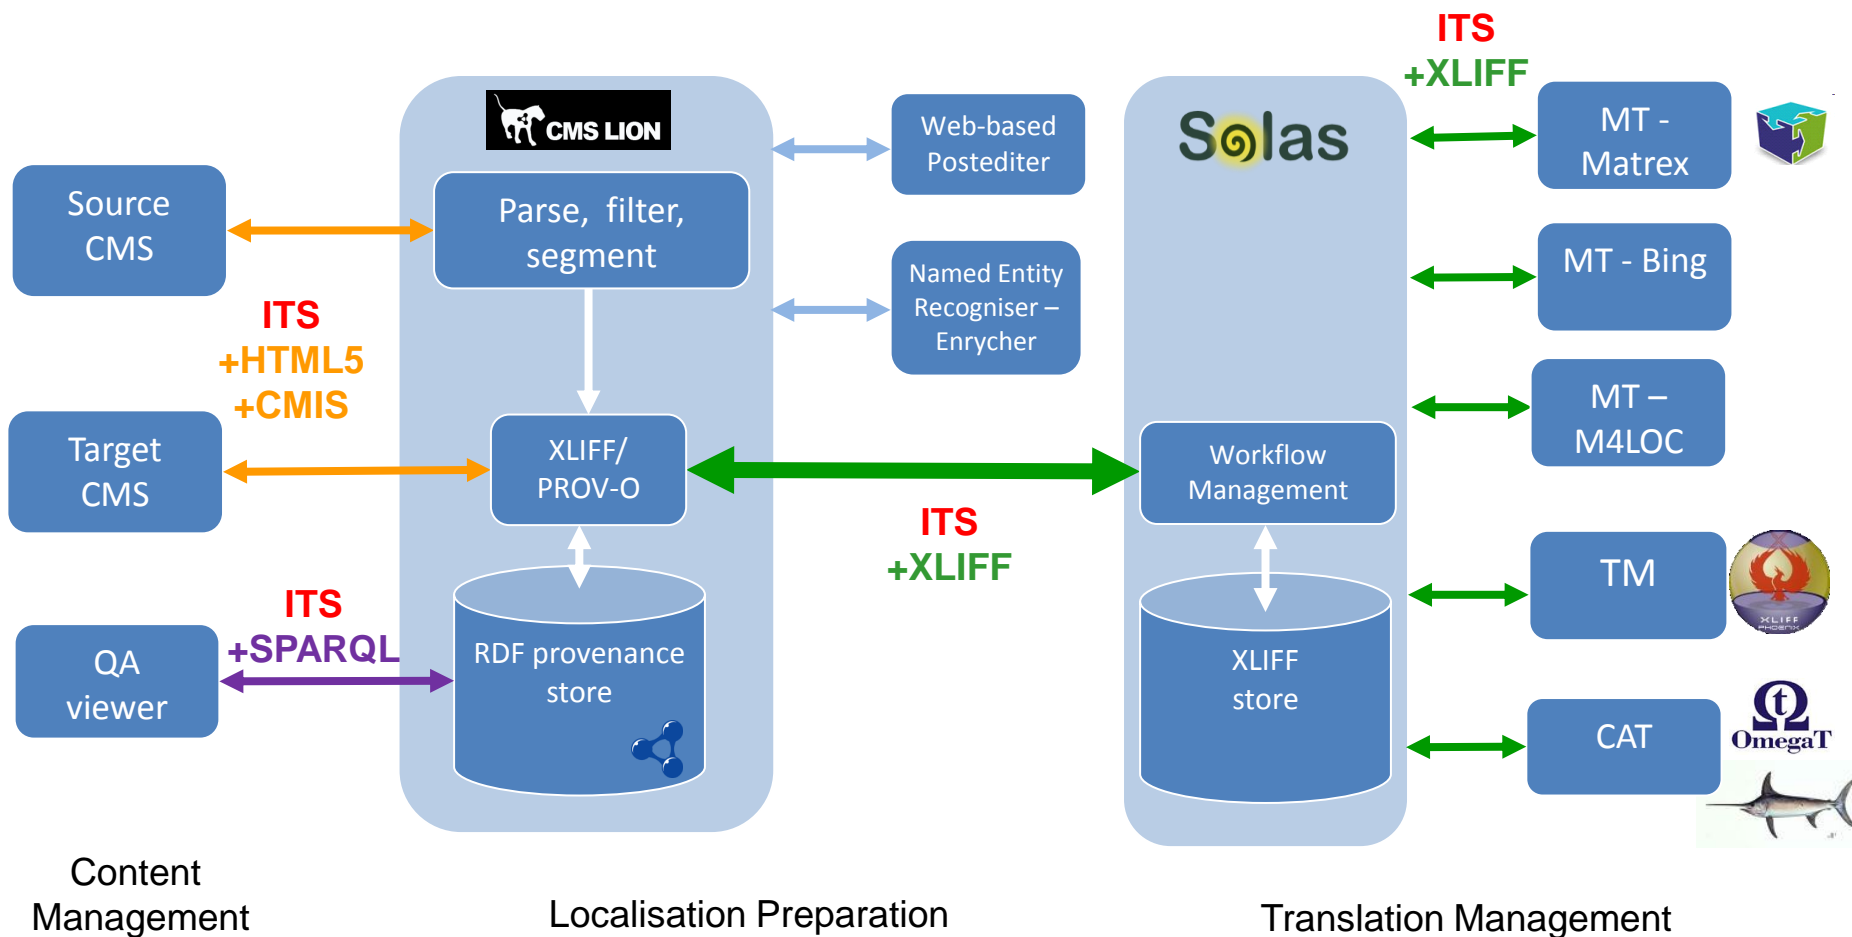 ITS
+XLIFF
CMS LION
Web-based
Postediter
Solas
MT -
Matrex
Source
CMS
Parse, filter,
segment
MT - Bing
Named Entity
Recogniser –
Enrycher
ITS
+HTML5
+CMIS
MT –
M4LOC
Target
CMS
XLIFF/
PROV-O
Workflow
Management
ITS
+XLIFF
TM
XLIFF
PHOENIX
ITS
+SPARQL
QA
viewer
RDF provenance
store
XLIFF
store
CAT
t
OmegaT
Content
Management
Localisation Preparation
Translation Management